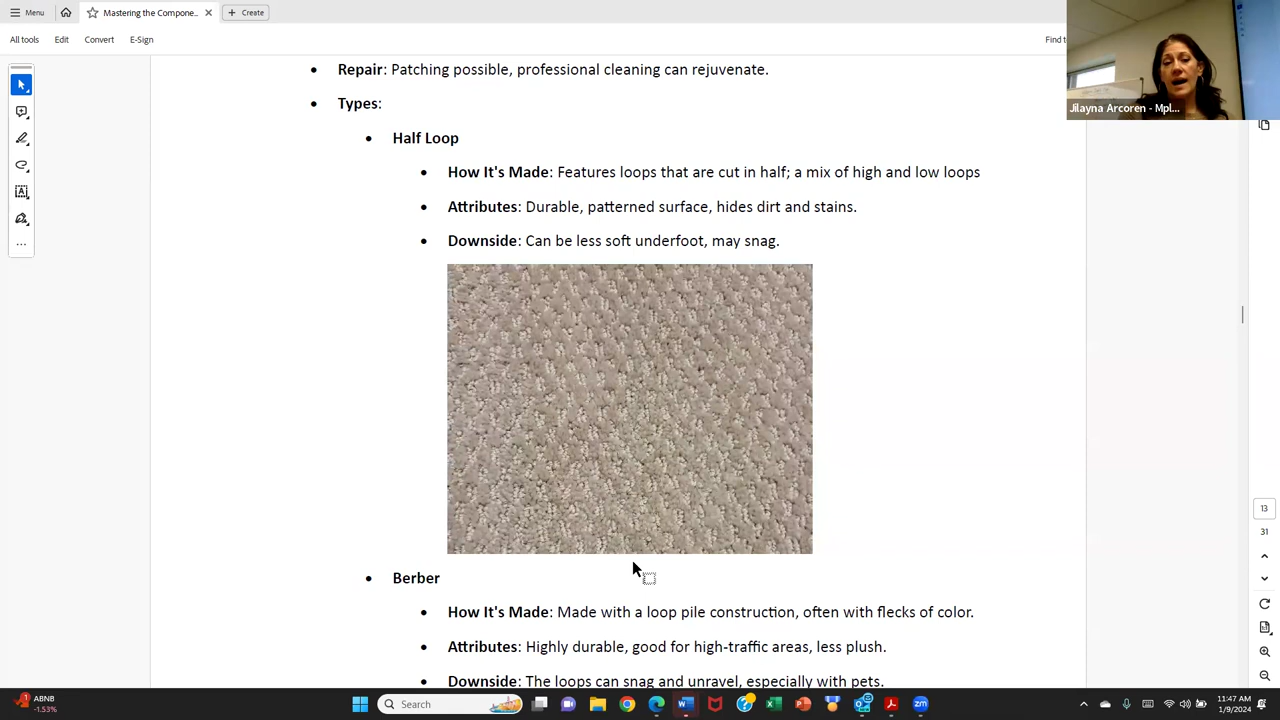 Menu
Mastering the Compone...
Create
All tools
Edit
Convert
E-Sign
Find
Jilayna Arcoren - Mpl...
• Repair: Patching possible, professional cleaning can rejuvenate.
• Types:
• Half Loop
• How It's Made: Features loops that are cut in half; a mix of high and low loops
• Attributes: Durable, patterned surface, hides dirt and stains.
• Downside: Can be less soft underfoot, may snag.
• Berber
• How It's Made: Made with a loop pile construction, often with flecks of color.
• Attributes: Highly durable, good for high-traffic areas, less plush.
• Downside: The loops can snag and unravel, especially with pets.
13
31
1
ABNB
-1.53%
Search
11:47 AM
1/9/2024